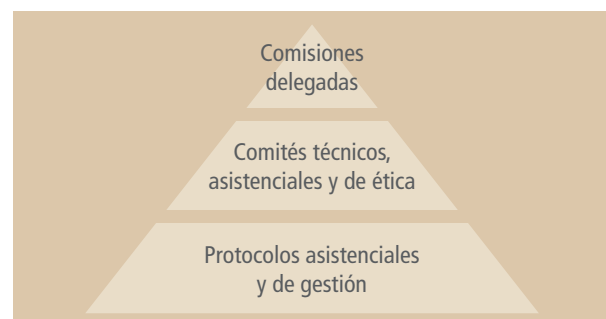 Comisiones
delegadas
Comités técnicos,
asistenciales y de ética
Protocolos asistenciales
y de gestión